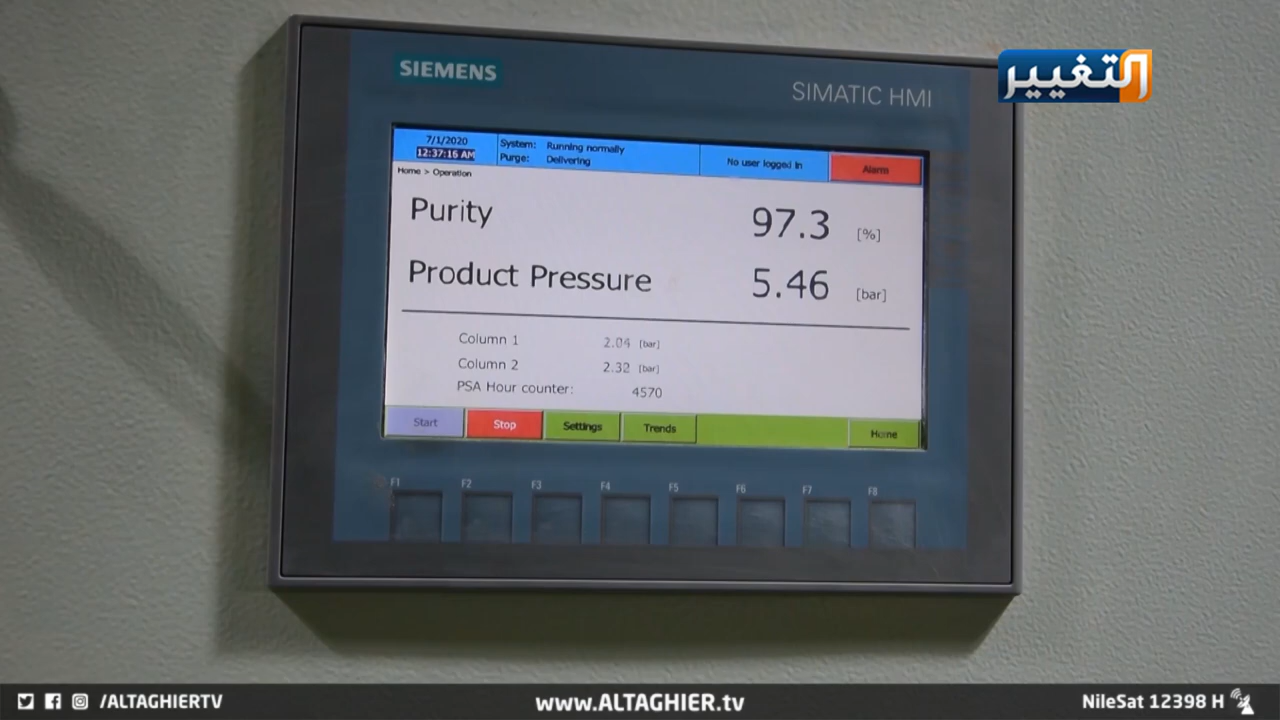 SIEMENS
SIMATIC HMI
التغيير
7/1/2020
12:37:16 AM
System: Running normally
Purge: Delivering
No user logged in
Alarm
Home > Operation
Purity 97.3 [%]
Product Pressure 5.46 [bar]
Column 1 2.04 [bar]
Column 2 2.32 [bar]
PSA Hour counter: 4570
Start Stop Settings Trends Home
F1 F2 F3 F4 F5 F6 F7 F8
/ALTAGHIERTV
www.ALTAGHIER.tv
NileSat 12398 H